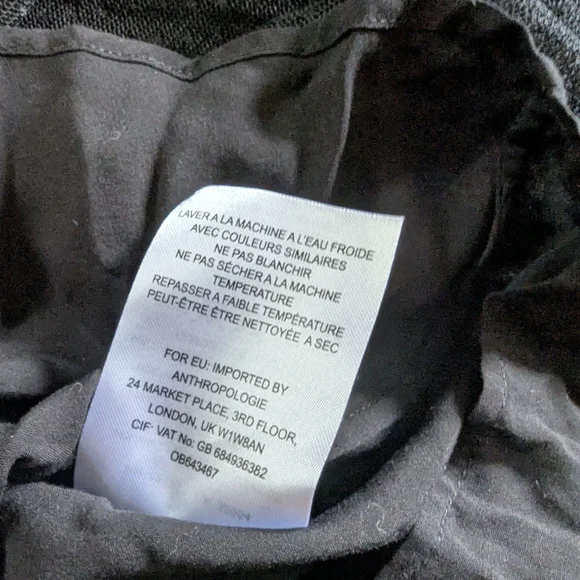 LAVER A LA MACHINE A L'EAU FROIDE
AVEC COULEURS SIMILAIRES
NE PAS BLANCHIR
NE PAS SÉCHER A LA MACHINE
TEMPERATURE
REPASSER A FAIBLE TEMPÉRATURE
PEUT-ÊTRE ÊTRE NETTOYÉE A SEC
FOR EU: IMPORTED BY
ANTHROPOLOGIE
24 MARKET PLACE, 3RD FLOOR,
LONDON, UK W1W8AN
CIF- VAT No: GB 684936382
OB643467